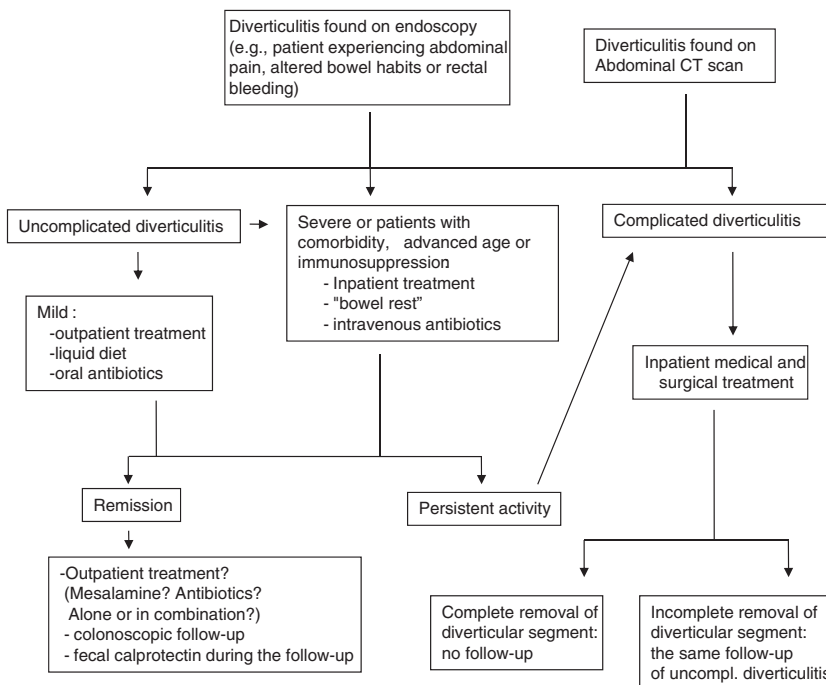 Diverticulitis found on endoscopy
(e.g., patient experiencing abdominal
pain, altered bowel habits or rectal
bleeding)
Diverticulitis found on
Abdominal CT scan
Uncomplicated diverticulitis
Severe or patients with
comorbidity, advanced age or
immunosuppression
- Inpatient treatment
- "bowel rest”
- intravenous antibiotics
Complicated diverticulitis
Mild :
-outpatient treatment
-liquid diet
-oral antibiotics
Inpatient medical and
surgical treatment
Remission
Persistent activity
-Outpatient treatment?
(Mesalamine? Antibiotics?
Alone or in combination?)
- colonoscopic follow-up
- fecal calprotectin during the follow-up
Complete removal of
diverticular segment:
no follow-up
Incomplete removal of
diverticular segment:
the same follow-up
of uncompl. diverticulitis